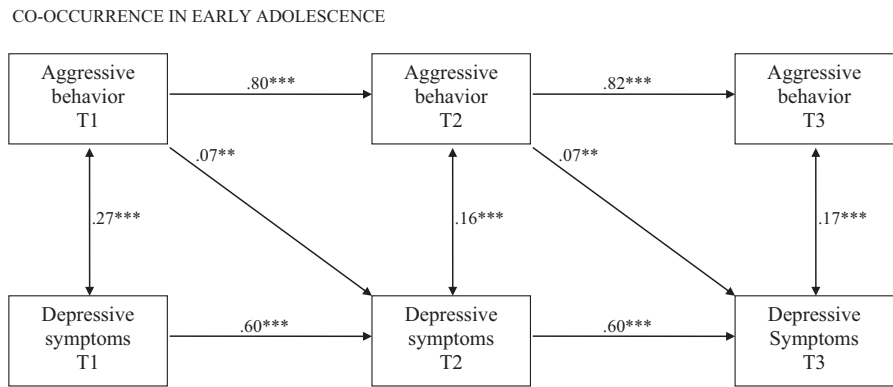 CO-OCCURRENCE IN EARLY ADOLESCENCE
Aggressive
behavior
T1
.80***
Aggressive
behavior
T2
.82***
Aggressive
behavior
T3
.07**
.07**
.27***
.16***
.17***
Depressive
symptoms
T1
.60***
Depressive
symptoms
T2
.60***
Depressive
Symptoms
T3